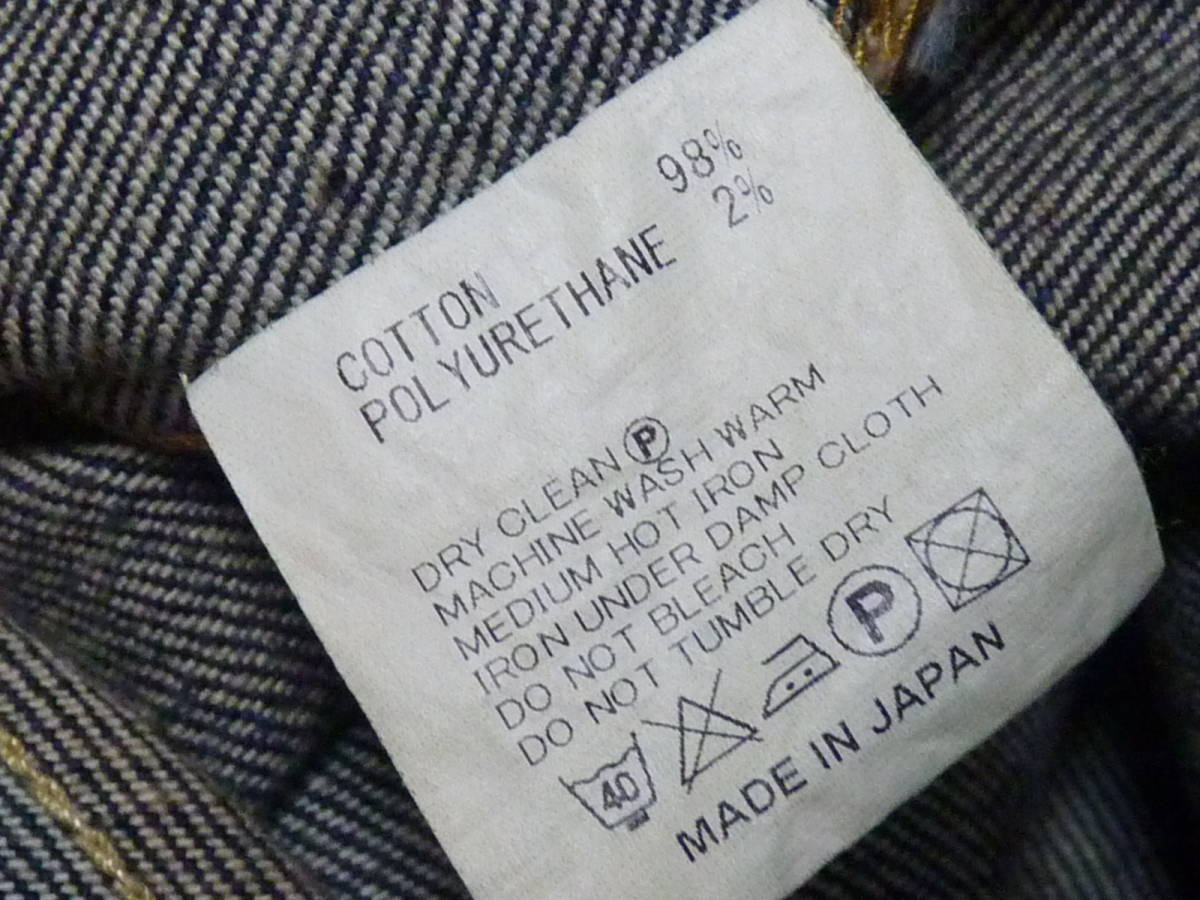 COTTON 98%
POLYURETHANE 2%
DRY CLEAN Ⓟ
MACHINE WASH WARM
MEDIUM HOT IRON
IRON UNDER DAMP CLOTH
DO NOT BLEACH
DO NOT TUMBLE DRY
40 P
MADE IN JAPAN